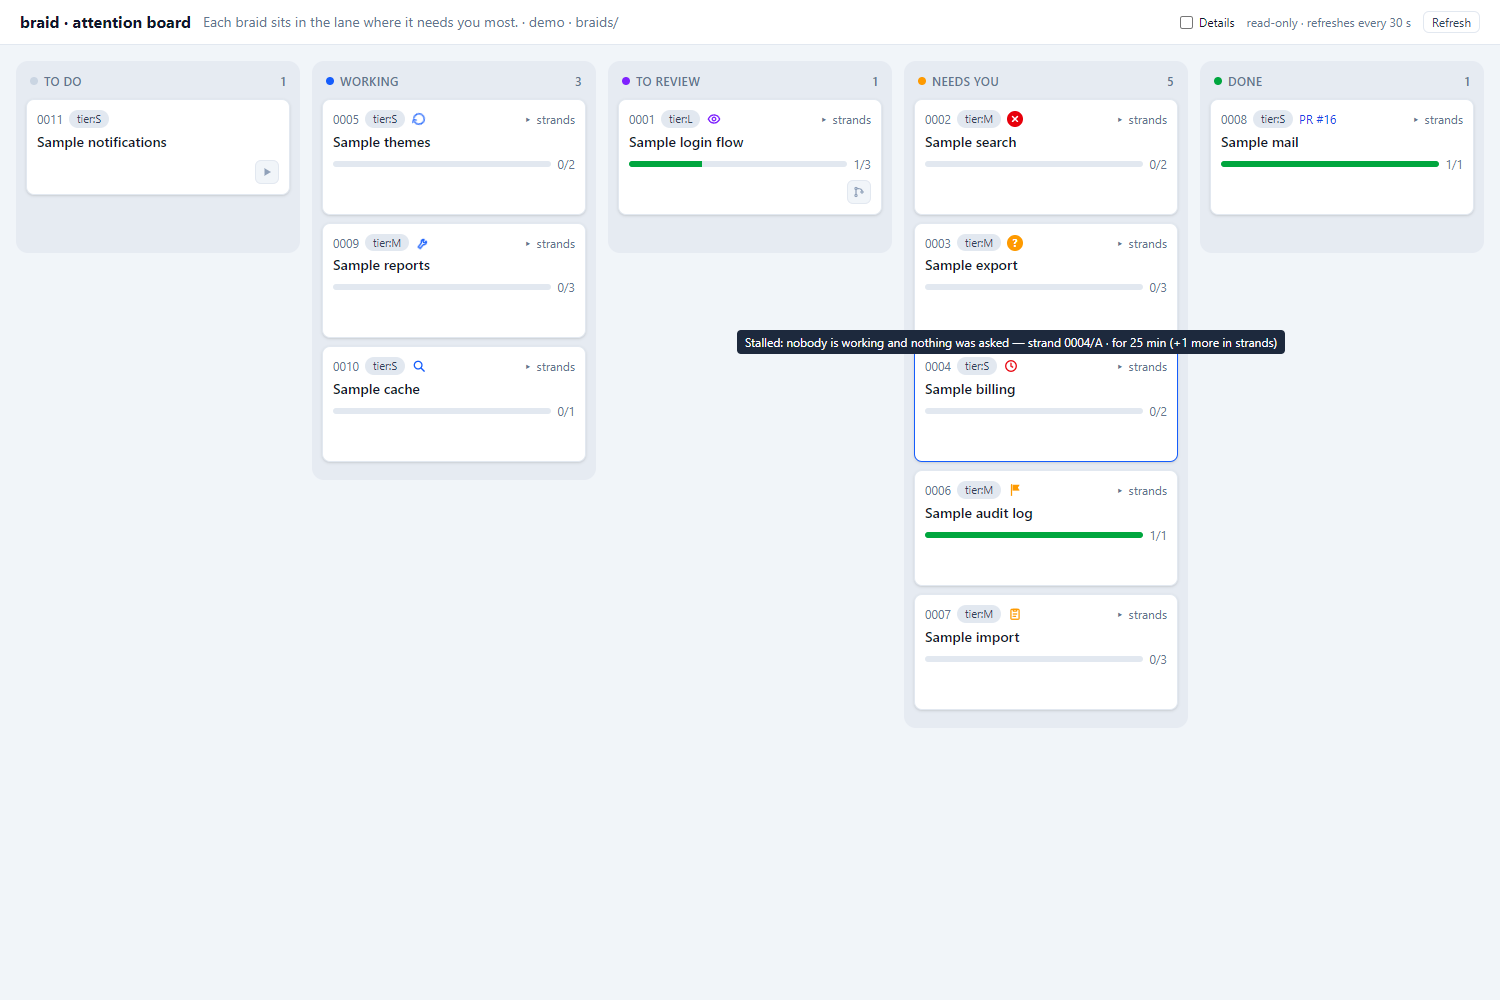 braid · attention board Each braid sits in the lane where it needs you most. · demo · braids/ Details read-only · refreshes every 30 s Refresh
TO DO 1
0011 tier:S
Sample notifications
WORKING 3
0005 tier:S ▸ strands
Sample themes
0/2
0009 tier:M ▸ strands
Sample reports
0/3
0010 tier:S ▸ strands
Sample cache
0/1
TO REVIEW 1
0001 tier:L ▸ strands
Sample login flow
1/3
NEEDS YOU 5
0002 tier:M ▸ strands
Sample search
0/2
0003 tier:M ? ▸ strands
Sample export
0/3
Stalled: nobody is working and nothing was asked — strand 0004/A · for 25 min (+1 more in strands)
0004 tier:S ▸ strands
Sample billing
0/2
0006 tier:M ▸ strands
Sample audit log
1/1
0007 tier:M ▸ strands
Sample import
0/3
DONE 1
0008 tier:S PR #16 ▸ strands
Sample mail
1/1